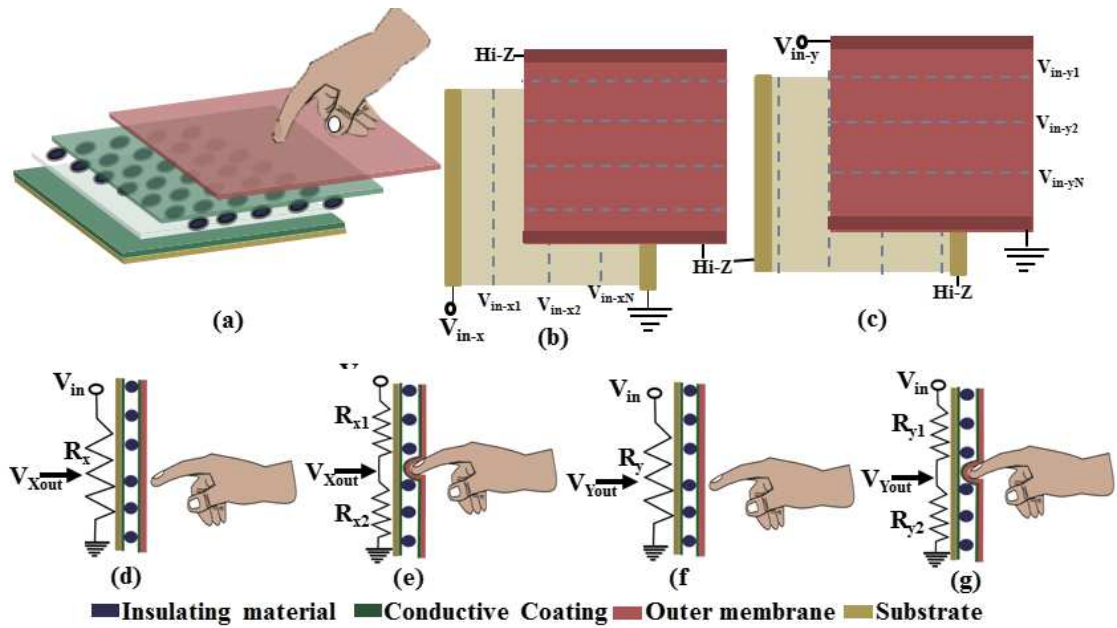 (a)
Hi-Z
Hi-Z
V_in-x1
V_in-x2
V_in-xN
V_in-x
(b)
V_in-y
V_in-y1
V_in-y2
V_in-yN
Hi-Z
(c)
V_in
R_x
V_Xout
(d)
R_x1
V_Xout
R_x2
(e)
V_in
R_y
V_Yout
(f)
V_in
R_y1
V_Yout
R_y2
(g)
Insulating material Conductive Coating Outer membrane Substrate